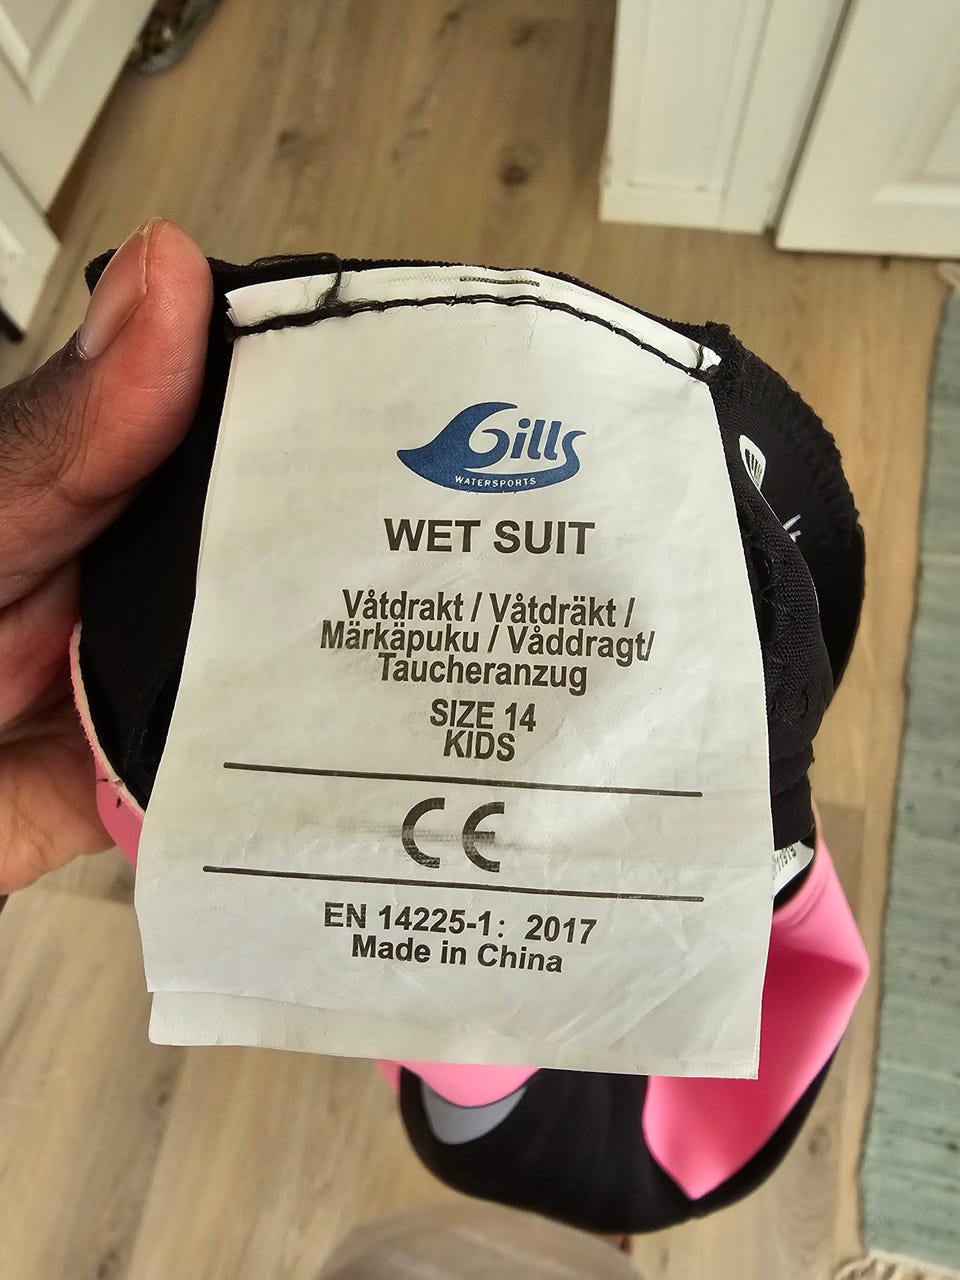 Gills
WATERSPORTS
WET SUIT
Våtdrakt / Våtdräkt /
Märkäpuku / Våddragt/
Taucheranzug
SIZE 14
KIDS
CE
EN 14225-1: 2017
Made in China